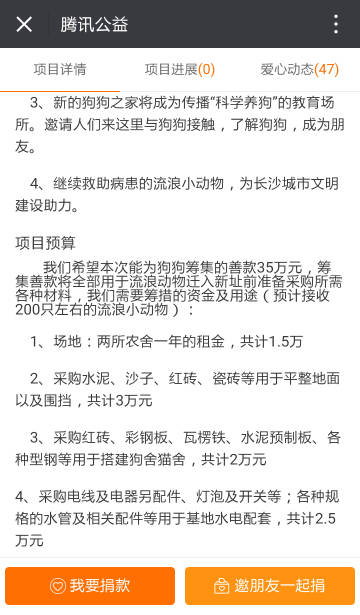 腾讯公益
项目详情 项目进展(0) 爱心动态(47)
3、新的狗狗之家将成为传播“科学养狗”的教育场
所。邀请人们来这里与狗狗接触，了解狗狗，成为朋
友。
4、继续救助病患的流浪小动物，为长沙城市文明
建设助力。
项目预算
我们希望本次能为狗狗筹集的善款35万元，筹
集善款将全部用于流浪动物迁入新址前准备采购所需
各种材料，我们需要筹措的资金及用途（预计接收
200只左右的流浪小动物）：
1、场地：两所农舍一年的租金，共计1.5万
2、采购水泥、沙子、红砖、瓷砖等用于平整地面
以及围挡，共计3万元
3、采购红砖、彩钢板、瓦楞铁、水泥预制板、各
种型钢等用于搭建狗舍猫舍，共计2万元
4、采购电线及电器另配件、灯泡及开关等；各种规
格的水管及相关配件等用于基地水电配套，共计2.5
万元
我要捐款 邀朋友一起捐